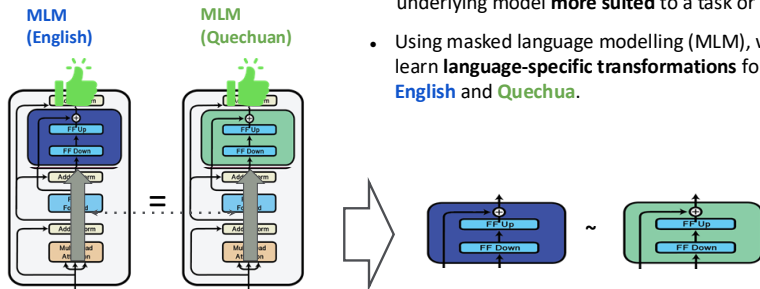 MLM
(English)
MLM
(Quechuan)
underlying model more suited to a task or
• Using masked language modelling (MLM),
learn language-specific transformations
English and Quechua.
FF Up
FF Down
FF Up
FF Down
=
FF Up
FF Down
~
FF Up
FF Down